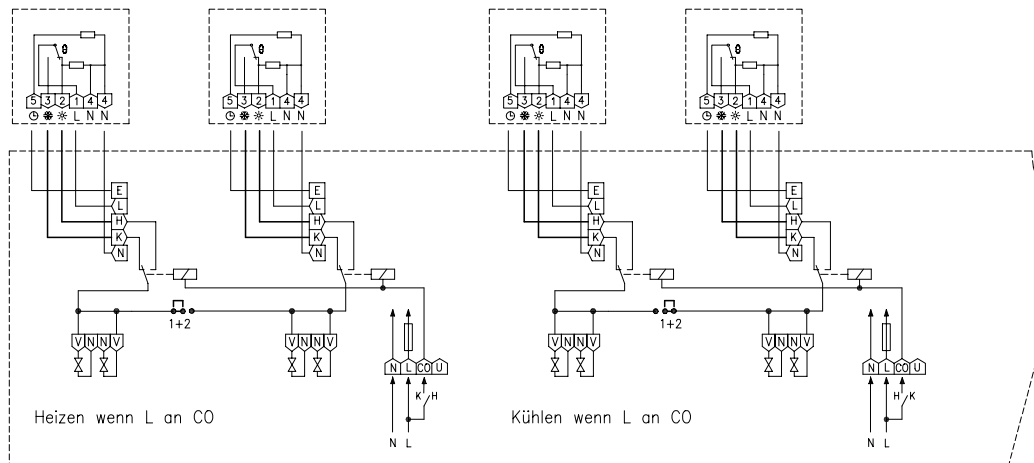 5 3 2 1 4 4 5 3 2 1 4 4 5 3 2 1 4 4 5 3 2 1 4 4
L N N L N N L N N L N N
E E E E
L L L L
H H H H
K K K K
N N N N
1+2 1+2
V N N V V N N V V N N V V N N V
N L CO U N L CO U
K H H K
Heizen wenn L an CO Kühlen wenn L an CO
N L N L